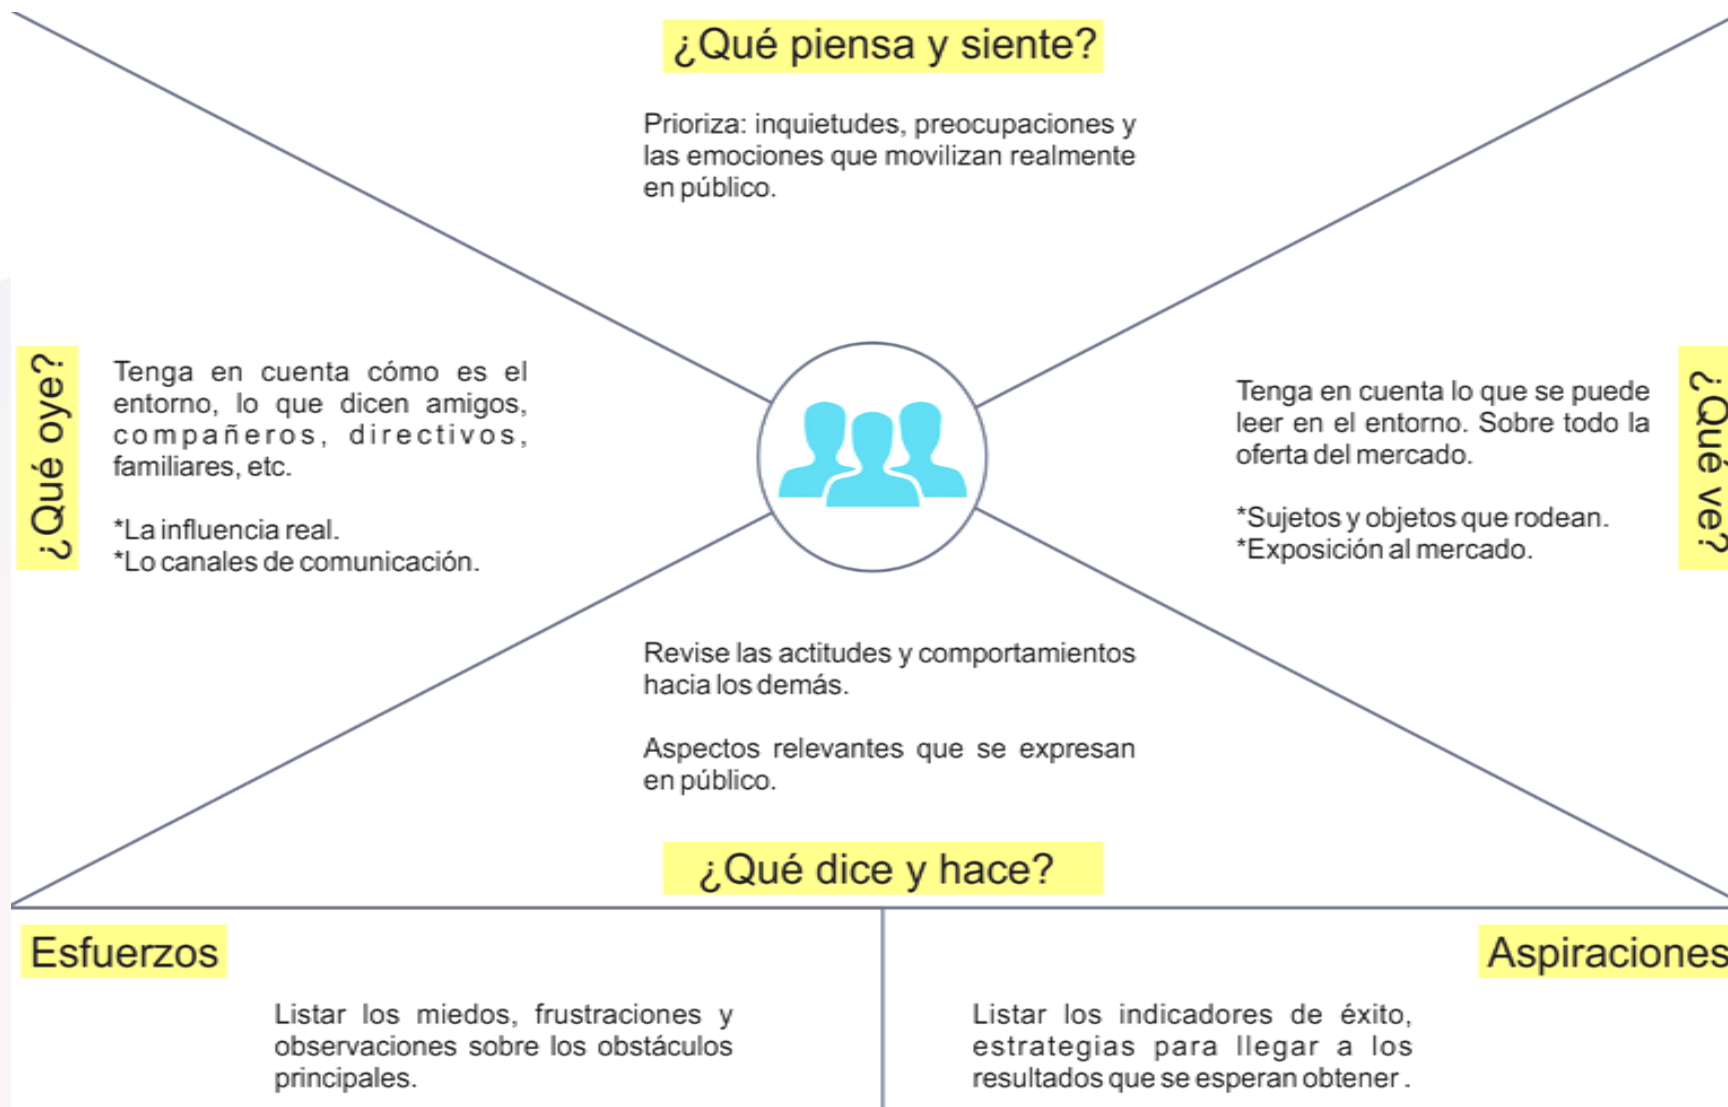 ¿Qué piensa y siente?
Prioriza: inquietudes, preocupaciones y
las emociones que movilizan realmente
en público.
¿Qué oye?
Tenga en cuenta cómo es el
entorno, lo que dicen amigos,
compañeros, directivos,
familiares, etc.
*La influencia real.
*Lo canales de comunicación.
Tenga en cuenta lo que se puede
leer en el entorno. Sobre todo la
oferta del mercado.
*Sujetos y objetos que rodean.
*Exposición al mercado.
¿Qué ve?
Revise las actitudes y comportamientos
hacia los demás.
Aspectos relevantes que se expresan
en público.
¿Qué dice y hace?
Esfuerzos
Listar los miedos, frustraciones y
observaciones sobre los obstáculos
principales.
Aspiraciones
Listar los indicadores de éxito,
estrategias para llegar a los
resultados que se esperan obtener .